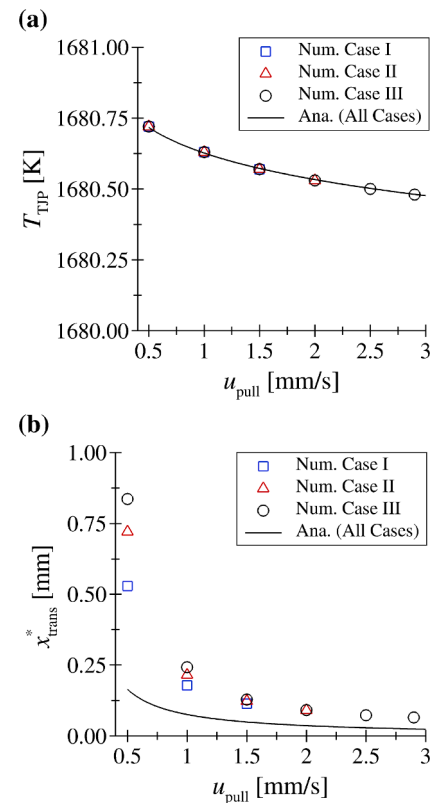 (a)
1681.00
1680.75
1680.50
1680.25
1680.00
T_TJP [K]
Num. Case I
Num. Case II
Num. Case III
Ana. (All Cases)
0.5 1 1.5 2 2.5 3
u_pull [mm/s]
(b)
1.00
0.75
0.50
0.25
0.00
x*_trans [mm]
Num. Case I
Num. Case II
Num. Case III
Ana. (All Cases)
0.5 1 1.5 2 2.5 3
u_pull [mm/s]